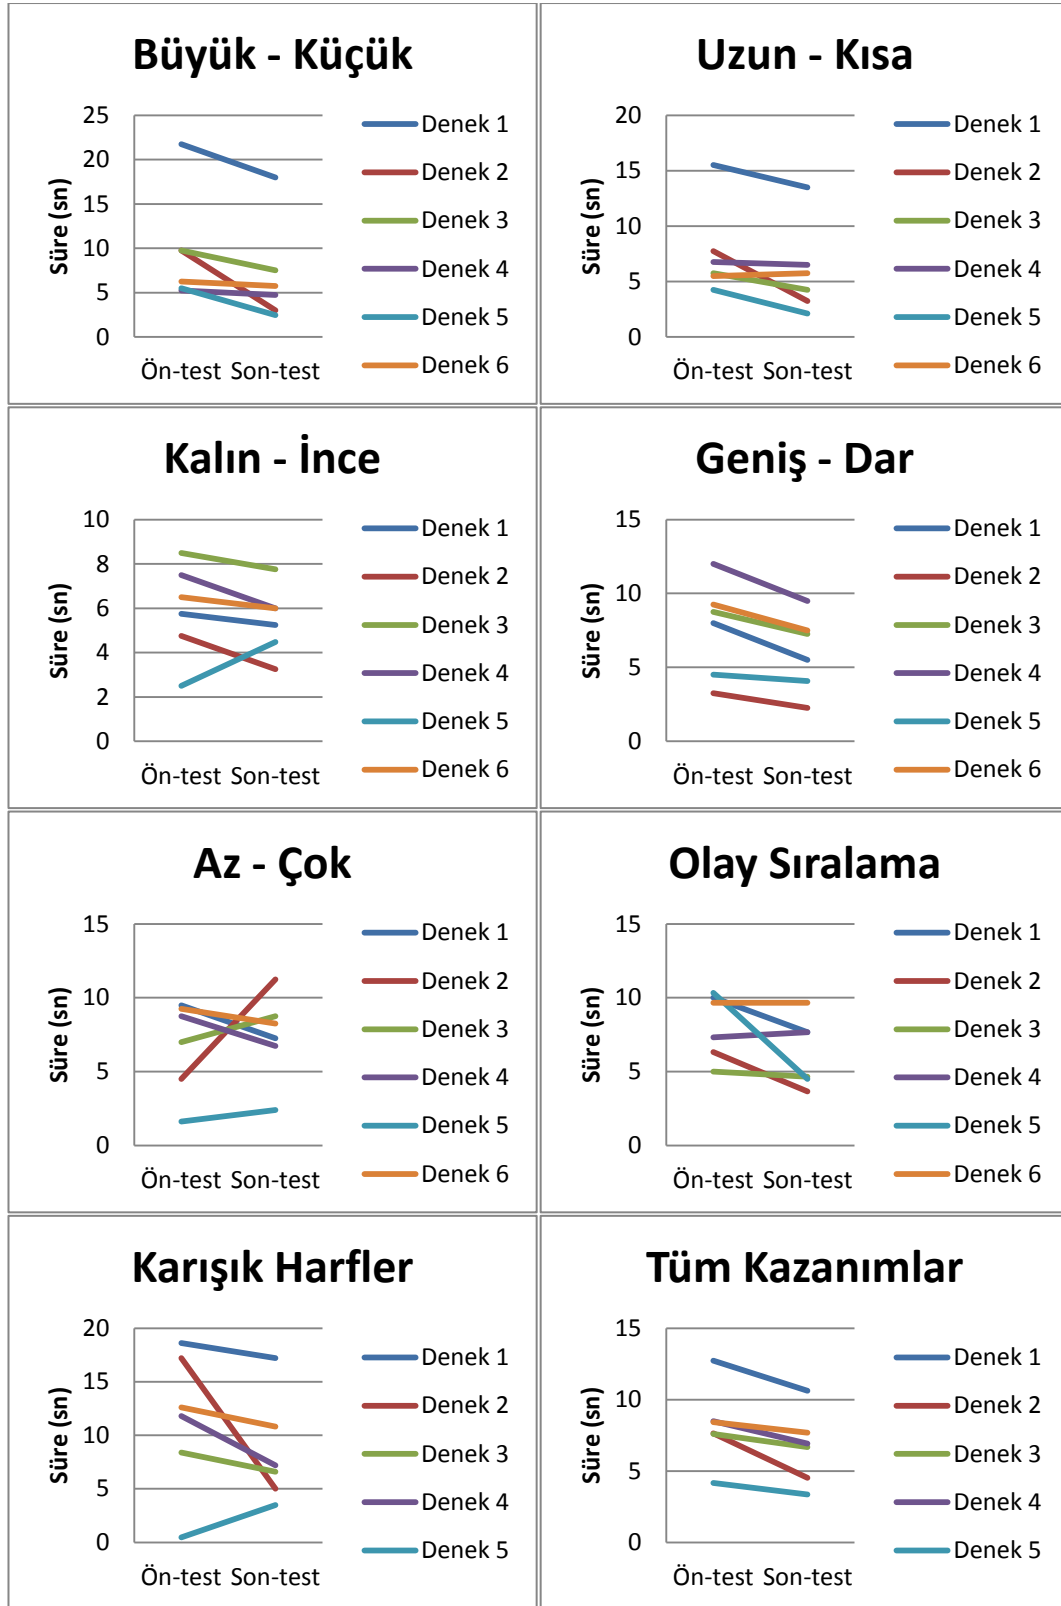 Büyük - Küçük
Süre (sn)
25
20
15
10
5
0
Ön-test Son-test
Denek 1
Denek 2
Denek 3
Denek 4
Denek 5
Denek 6
Uzun - Kısa
Süre (sn)
20
15
10
5
0
Ön-test Son-test
Denek 1
Denek 2
Denek 3
Denek 4
Denek 5
Denek 6
Kalın - İnce
Süre (sn)
10
8
6
4
2
0
Ön-test Son-test
Denek 1
Denek 2
Denek 3
Denek 4
Denek 5
Denek 6
Geniş - Dar
Süre (sn)
15
10
5
0
Ön-test Son-test
Denek 1
Denek 2
Denek 3
Denek 4
Denek 5
Denek 6
Az - Çok
Süre (sn)
15
10
5
0
Ön-test Son-test
Denek 1
Denek 2
Denek 3
Denek 4
Denek 5
Denek 6
Olay Sıralama
Süre (sn)
15
10
5
0
Ön-test Son-test
Denek 1
Denek 2
Denek 3
Denek 4
Denek 5
Denek 6
Karışık Harfler
Süre (sn)
20
15
10
5
0
Ön-test Son-test
Denek 1
Denek 2
Denek 3
Denek 4
Denek 5
Tüm Kazanımlar
Süre (sn)
15
10
5
0
Ön-test Son-test
Denek 1
Denek 2
Denek 3
Denek 4
Denek 5